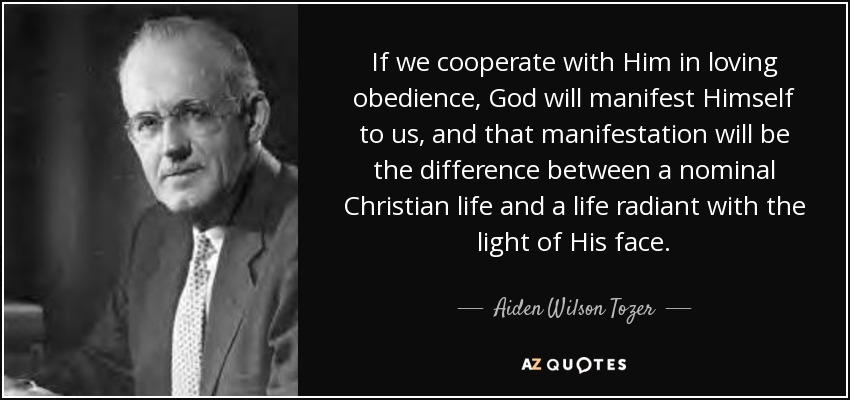 If we cooperate with Him in loving
obedience, God will manifest Himself
to us, and that manifestation will be
the difference between a nominal
Christian life and a life radiant with the
light of His face.
Aiden Wilson Tozer
AZ QUOTES